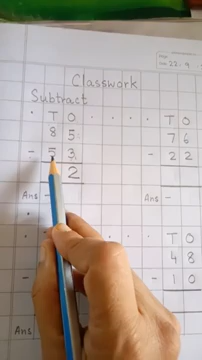 Date 22.9
Classwork
Subtract
T O
8 5
- 5 3
2
Ans -
T O
7 6
- 2 2
Ans -
T O
4 8
- 1 0
Ans